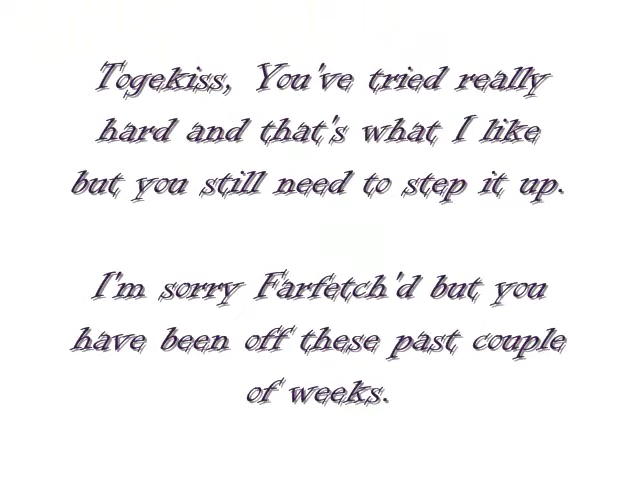 Togekiss, You've tried really
hard and that's what I like
but you still need to step it up.
I'm sorry Farfetch'd but you
have been off these past couple
of weeks.